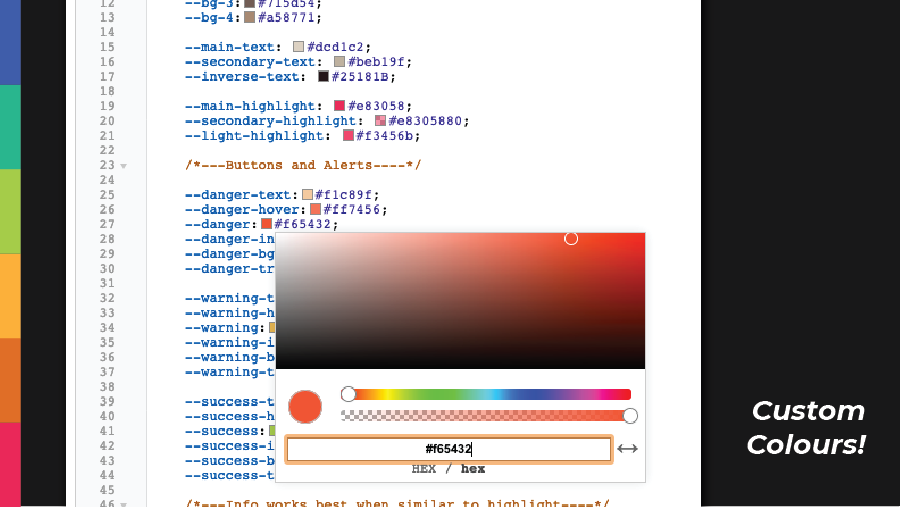 12 --bg-3: #715d54;
13 --bg-4: #a58771;
14
15 --main-text: #dcd1c2;
16 --secondary-text: #beb19f;
17 --inverse-text: #25181B;
18
19 --main-highlight: #e83058;
20 --secondary-highlight: #e8305880;
21 --light-highlight: #f3456b;
22
23 /*---Buttons and Alerts----*/
24
25 --danger-text: #f1c89f;
26 --danger-hover: #ff7456;
27 --danger: #f65432;
28 --danger-in
29 --danger-bg
30 --danger-tr
31
32 --warning-t
33 --warning-h
34 --warning:
35 --warning-i
36 --warning-b
37 --warning-t
38
39 --success-t
40 --success-h
41 --success:
42 --success-i
43 --success-b
44 --success-t
45
46 /*---Info works best when similar to highlight----*/
#f65432
HEX / hex
Custom
Colours!